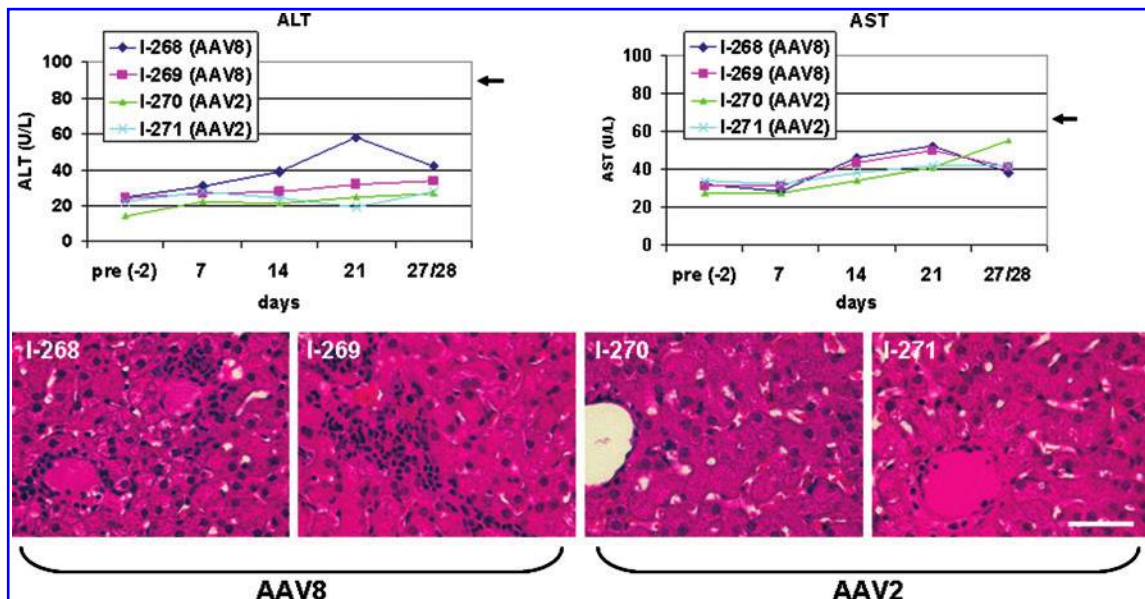 ALT
I-268 (AAV8)
I-269 (AAV8)
I-270 (AAV2)
I-271 (AAV2)
100
80
60
40
20
0
ALT (U/L)
pre (-2) 7 14 21 27/28
days
AST
I-268 (AAV8)
I-269 (AAV8)
I-270 (AAV2)
I-271 (AAV2)
100
80
60
40
20
0
AST (U/L)
pre (-2) 7 14 21 27/28
days
I-268
I-269
I-270
I-271
AAV8
AAV2